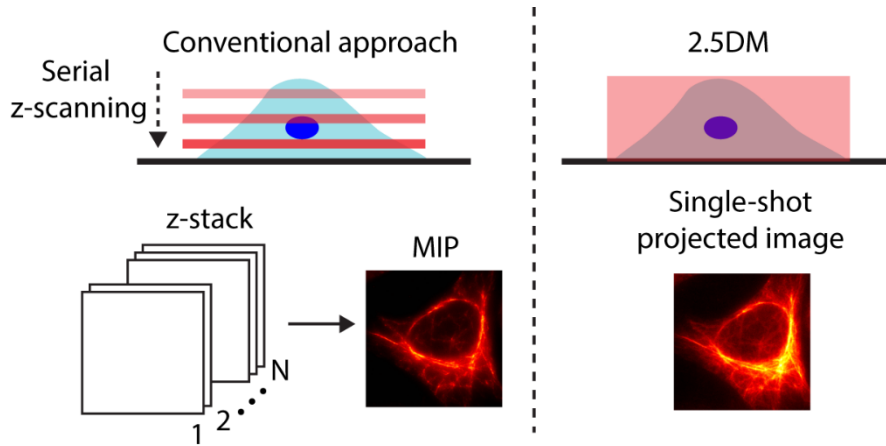 Conventional approach
Serial
z-scanning
z-stack
MIP
1 2 N
2.5DM
Single-shot
projected image